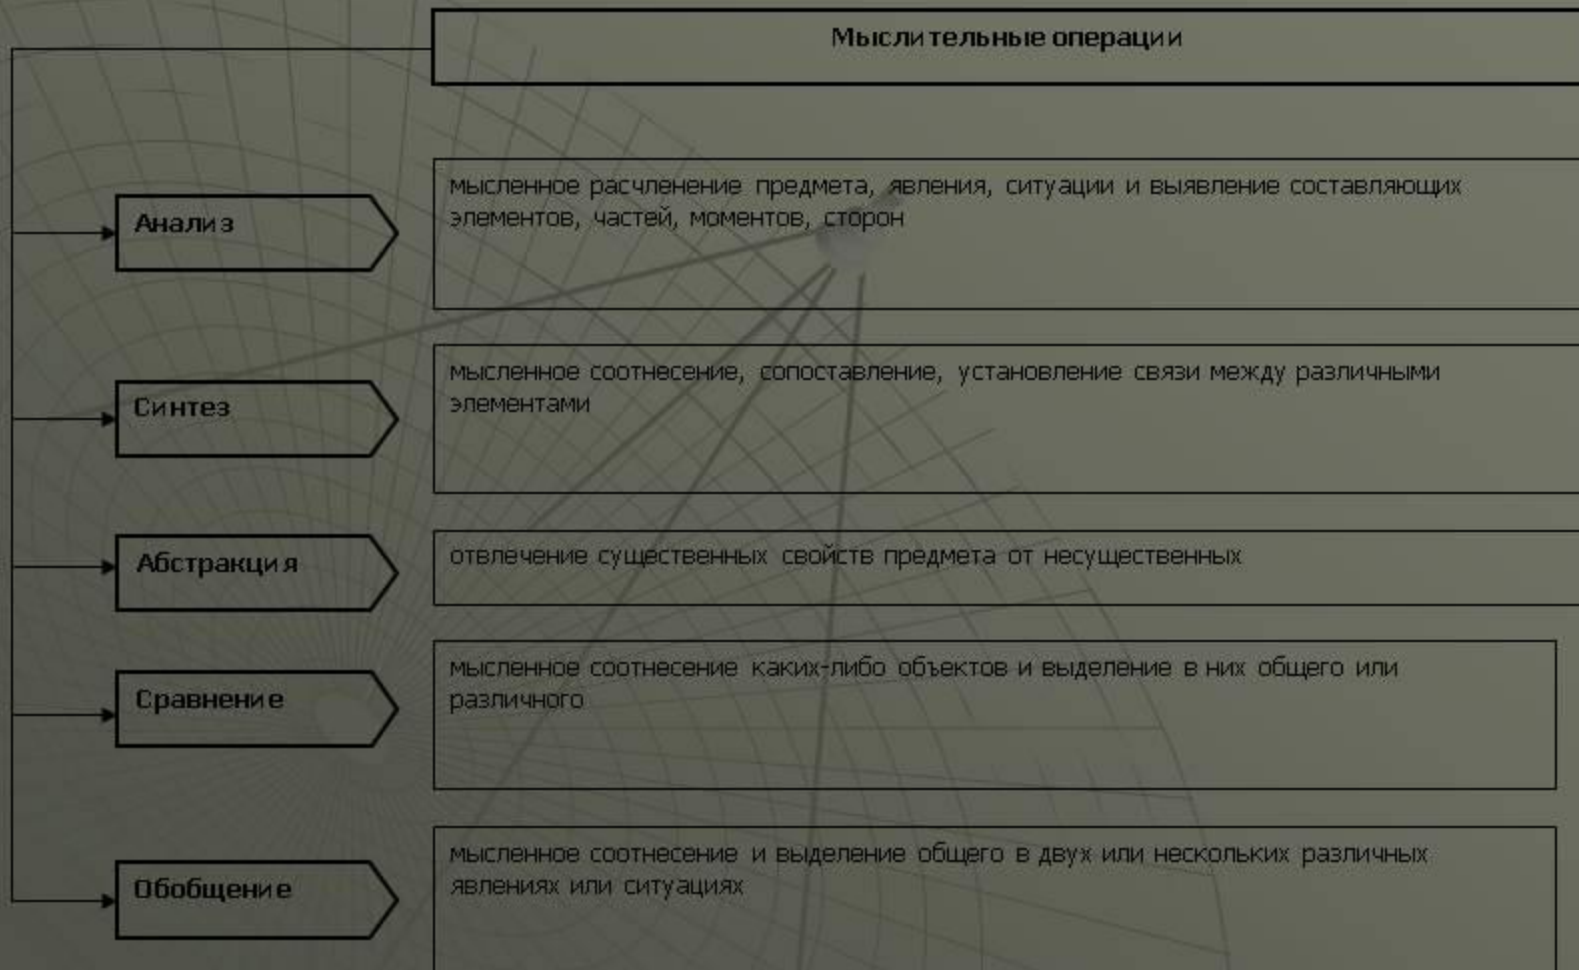 Мыслительные операции
Анализ
мысленное расчленение предмета, явления, ситуации и выявление составляющих
элементов, частей, моментов, сторон
Синтез
мысленное соотнесение, сопоставление, установление связи между различными
элементами
Абстракция
отвлечение существенных свойств предмета от несущественных
Сравнение
мысленное соотнесение каких-либо объектов и выделение в них общего или
различного
Обобщение
мысленное соотнесение и выделение общего в двух или нескольких различных
явлениях или ситуациях